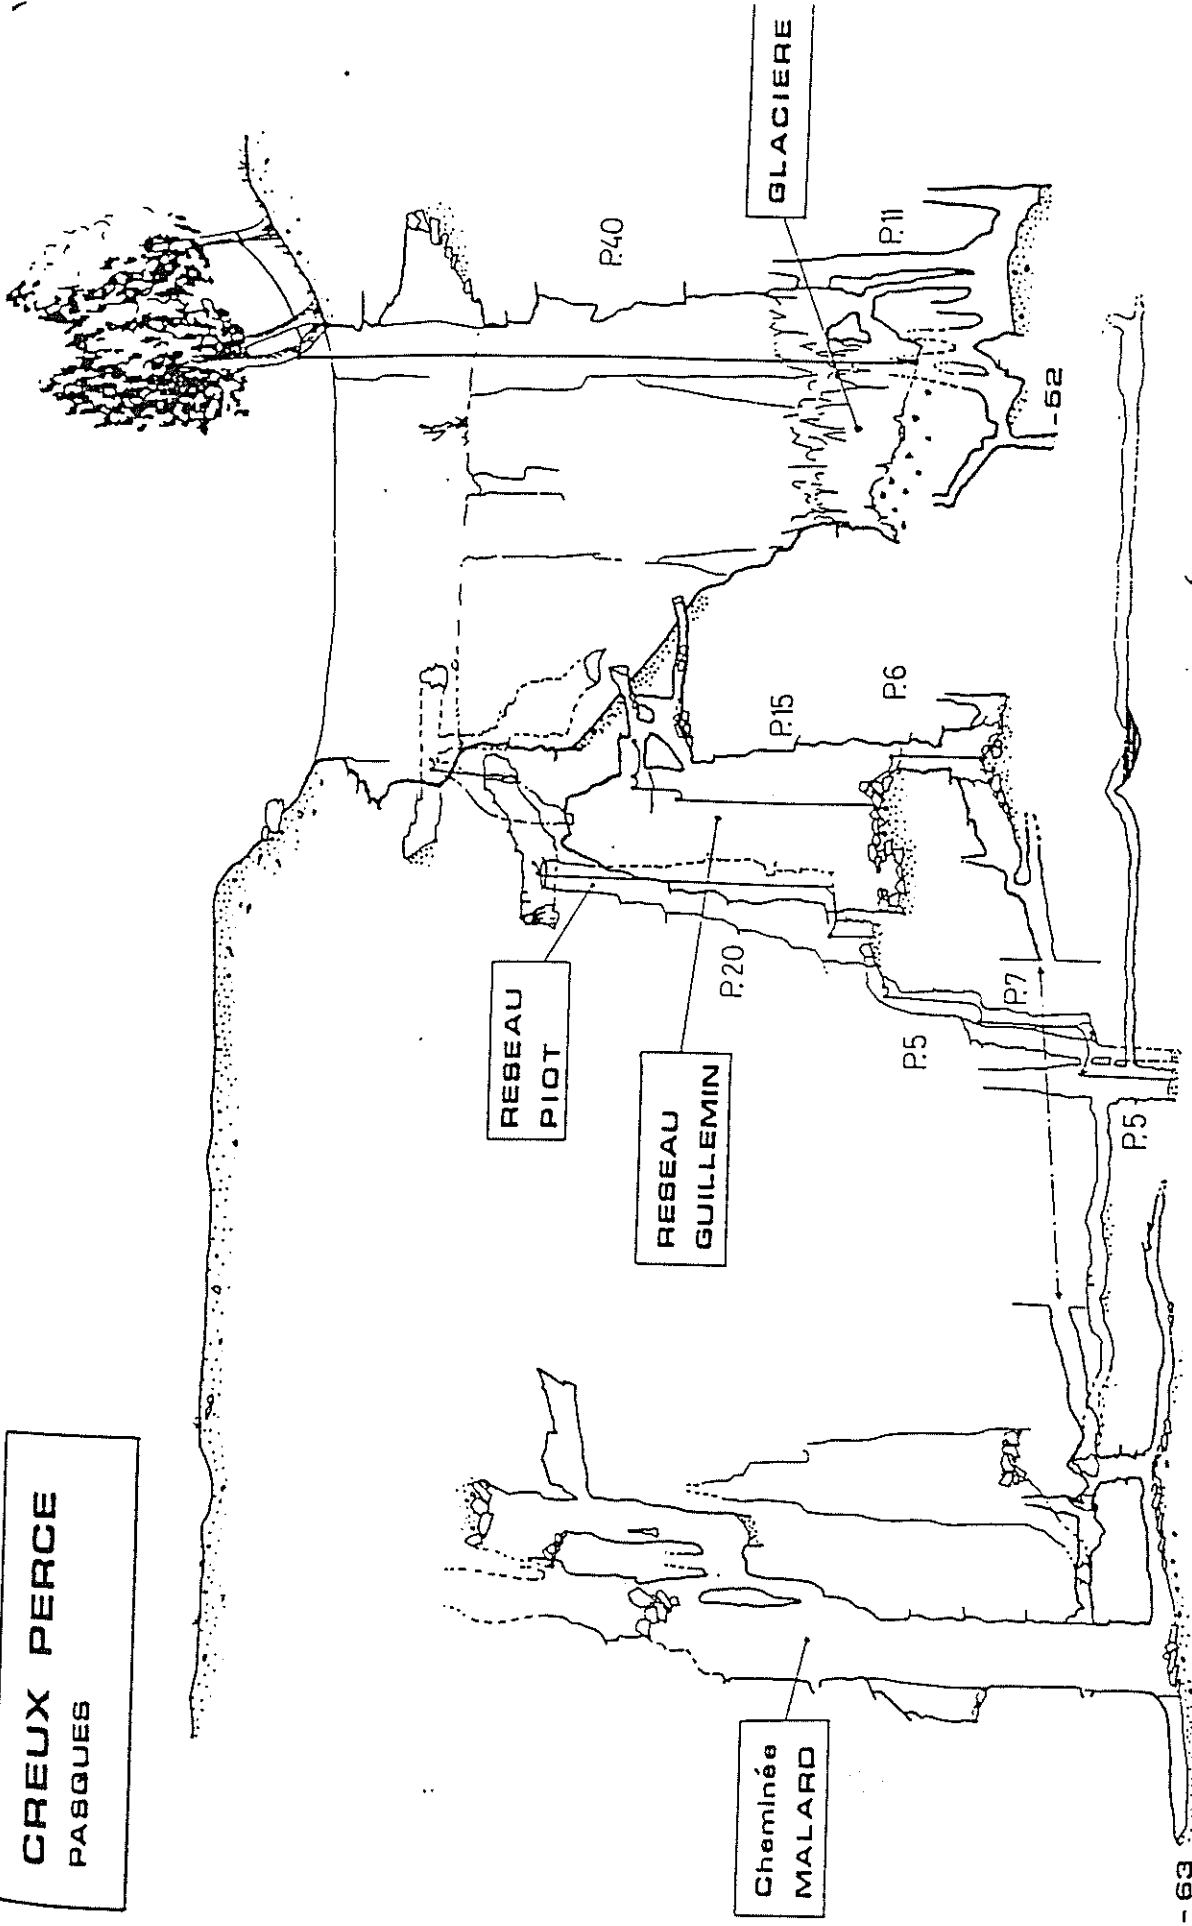 CREUX PERCE
PASQUES
GLACIERE
P.40
P.11
-52
RESEAU
PIOT
RESEAU
GUILLEMIN
P.15
P.6
P.20
P.5
P.7
P.5
Cheminée
MALARD
-63